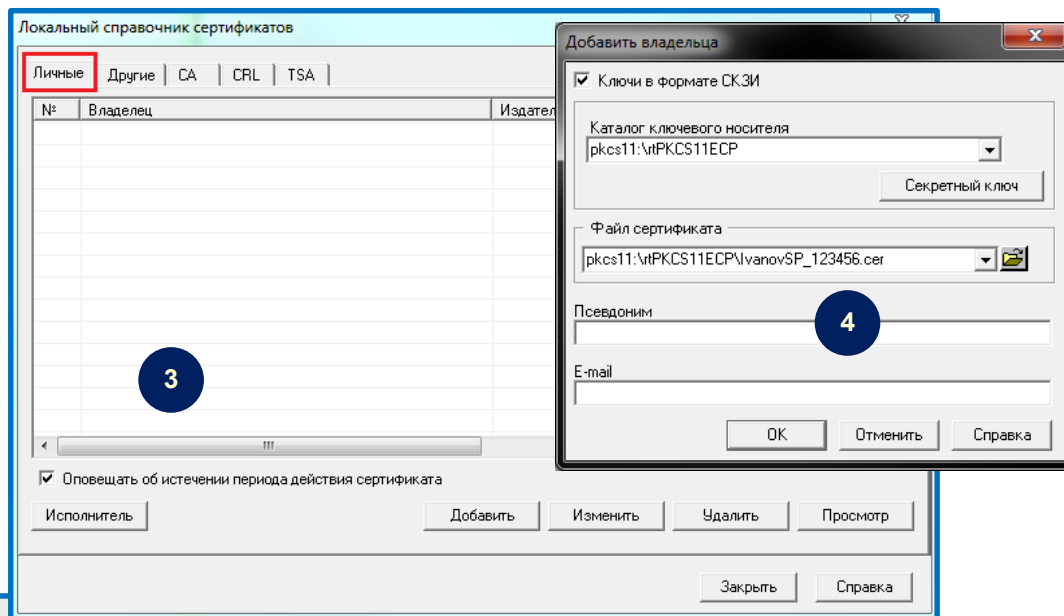 Локальный справочник сертификатов
Личные Другие CA CRL TSA
№ Владелец Издател
3
Оповещать об истечении периода действия сертификата
Исполнитель Добавить Изменить Удалить Просмотр
Закрыть Справка
Добавить владельца
Ключи в формате СКЗИ
Каталог ключевого носителя
pkcs11:\rtPKCS11ECP
Секретный ключ
Файл сертификата
pkcs11:\rtPKCS11ECP\IvanovSP_123456.cer
Псевдоним
4
E-mail
OK Отменить Справка